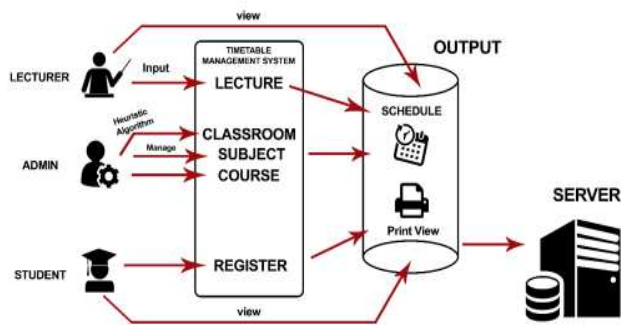 view
OUTPUT
TIMETABLE
MANAGEMENT SYSTEM
LECTURER
Input
LECTURE
SCHEDULE
Heuristic
Algorithm
CLASSROOM
Manage
SUBJECT
ADMIN
COURSE
SERVER
Print View
REGISTER
STUDENT
view